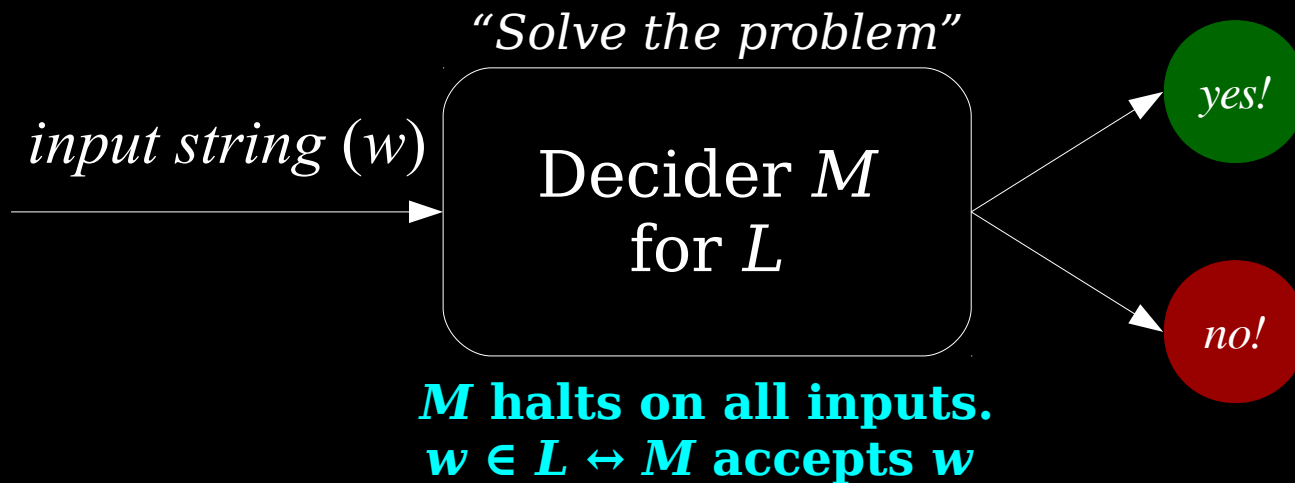 “Solve the problem”
input string (w)
Decider M
for L
yes!
no!
M halts on all inputs.
w ∈ L ↔ M accepts w